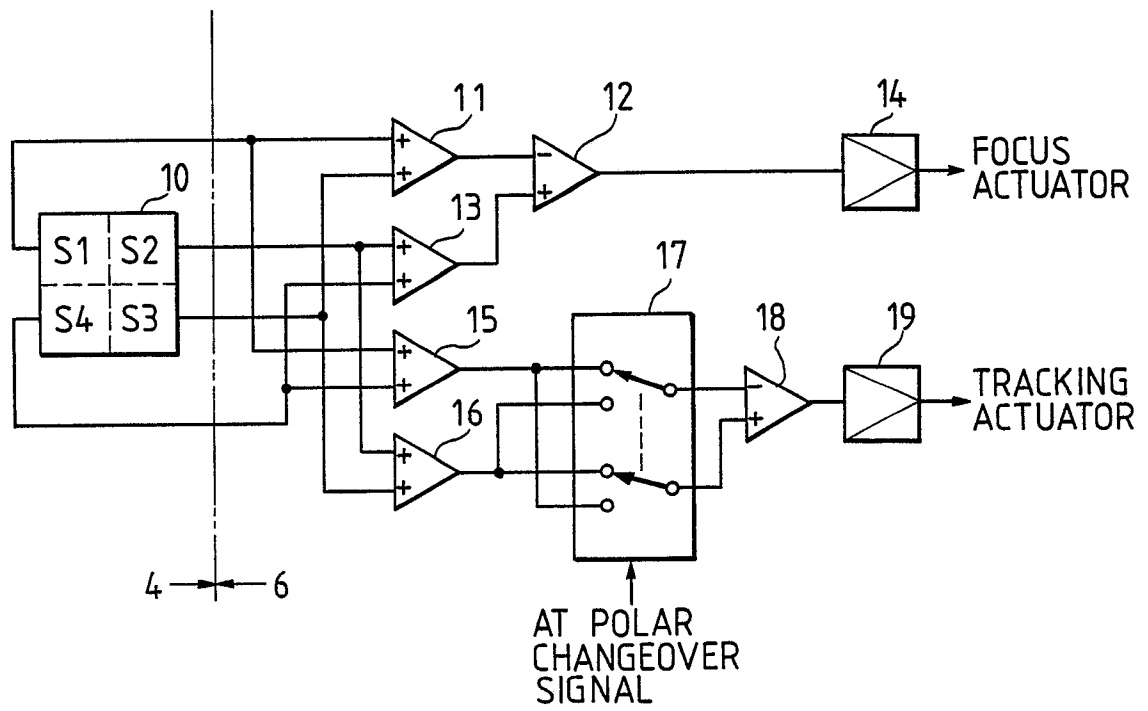 11
12
14
FOCUS
ACTUATOR
10
13
S1 S2
S4 S3
17
15
18
19
TRACKING
ACTUATOR
16
4 6
AT POLAR
CHANGEOVER
SIGNAL